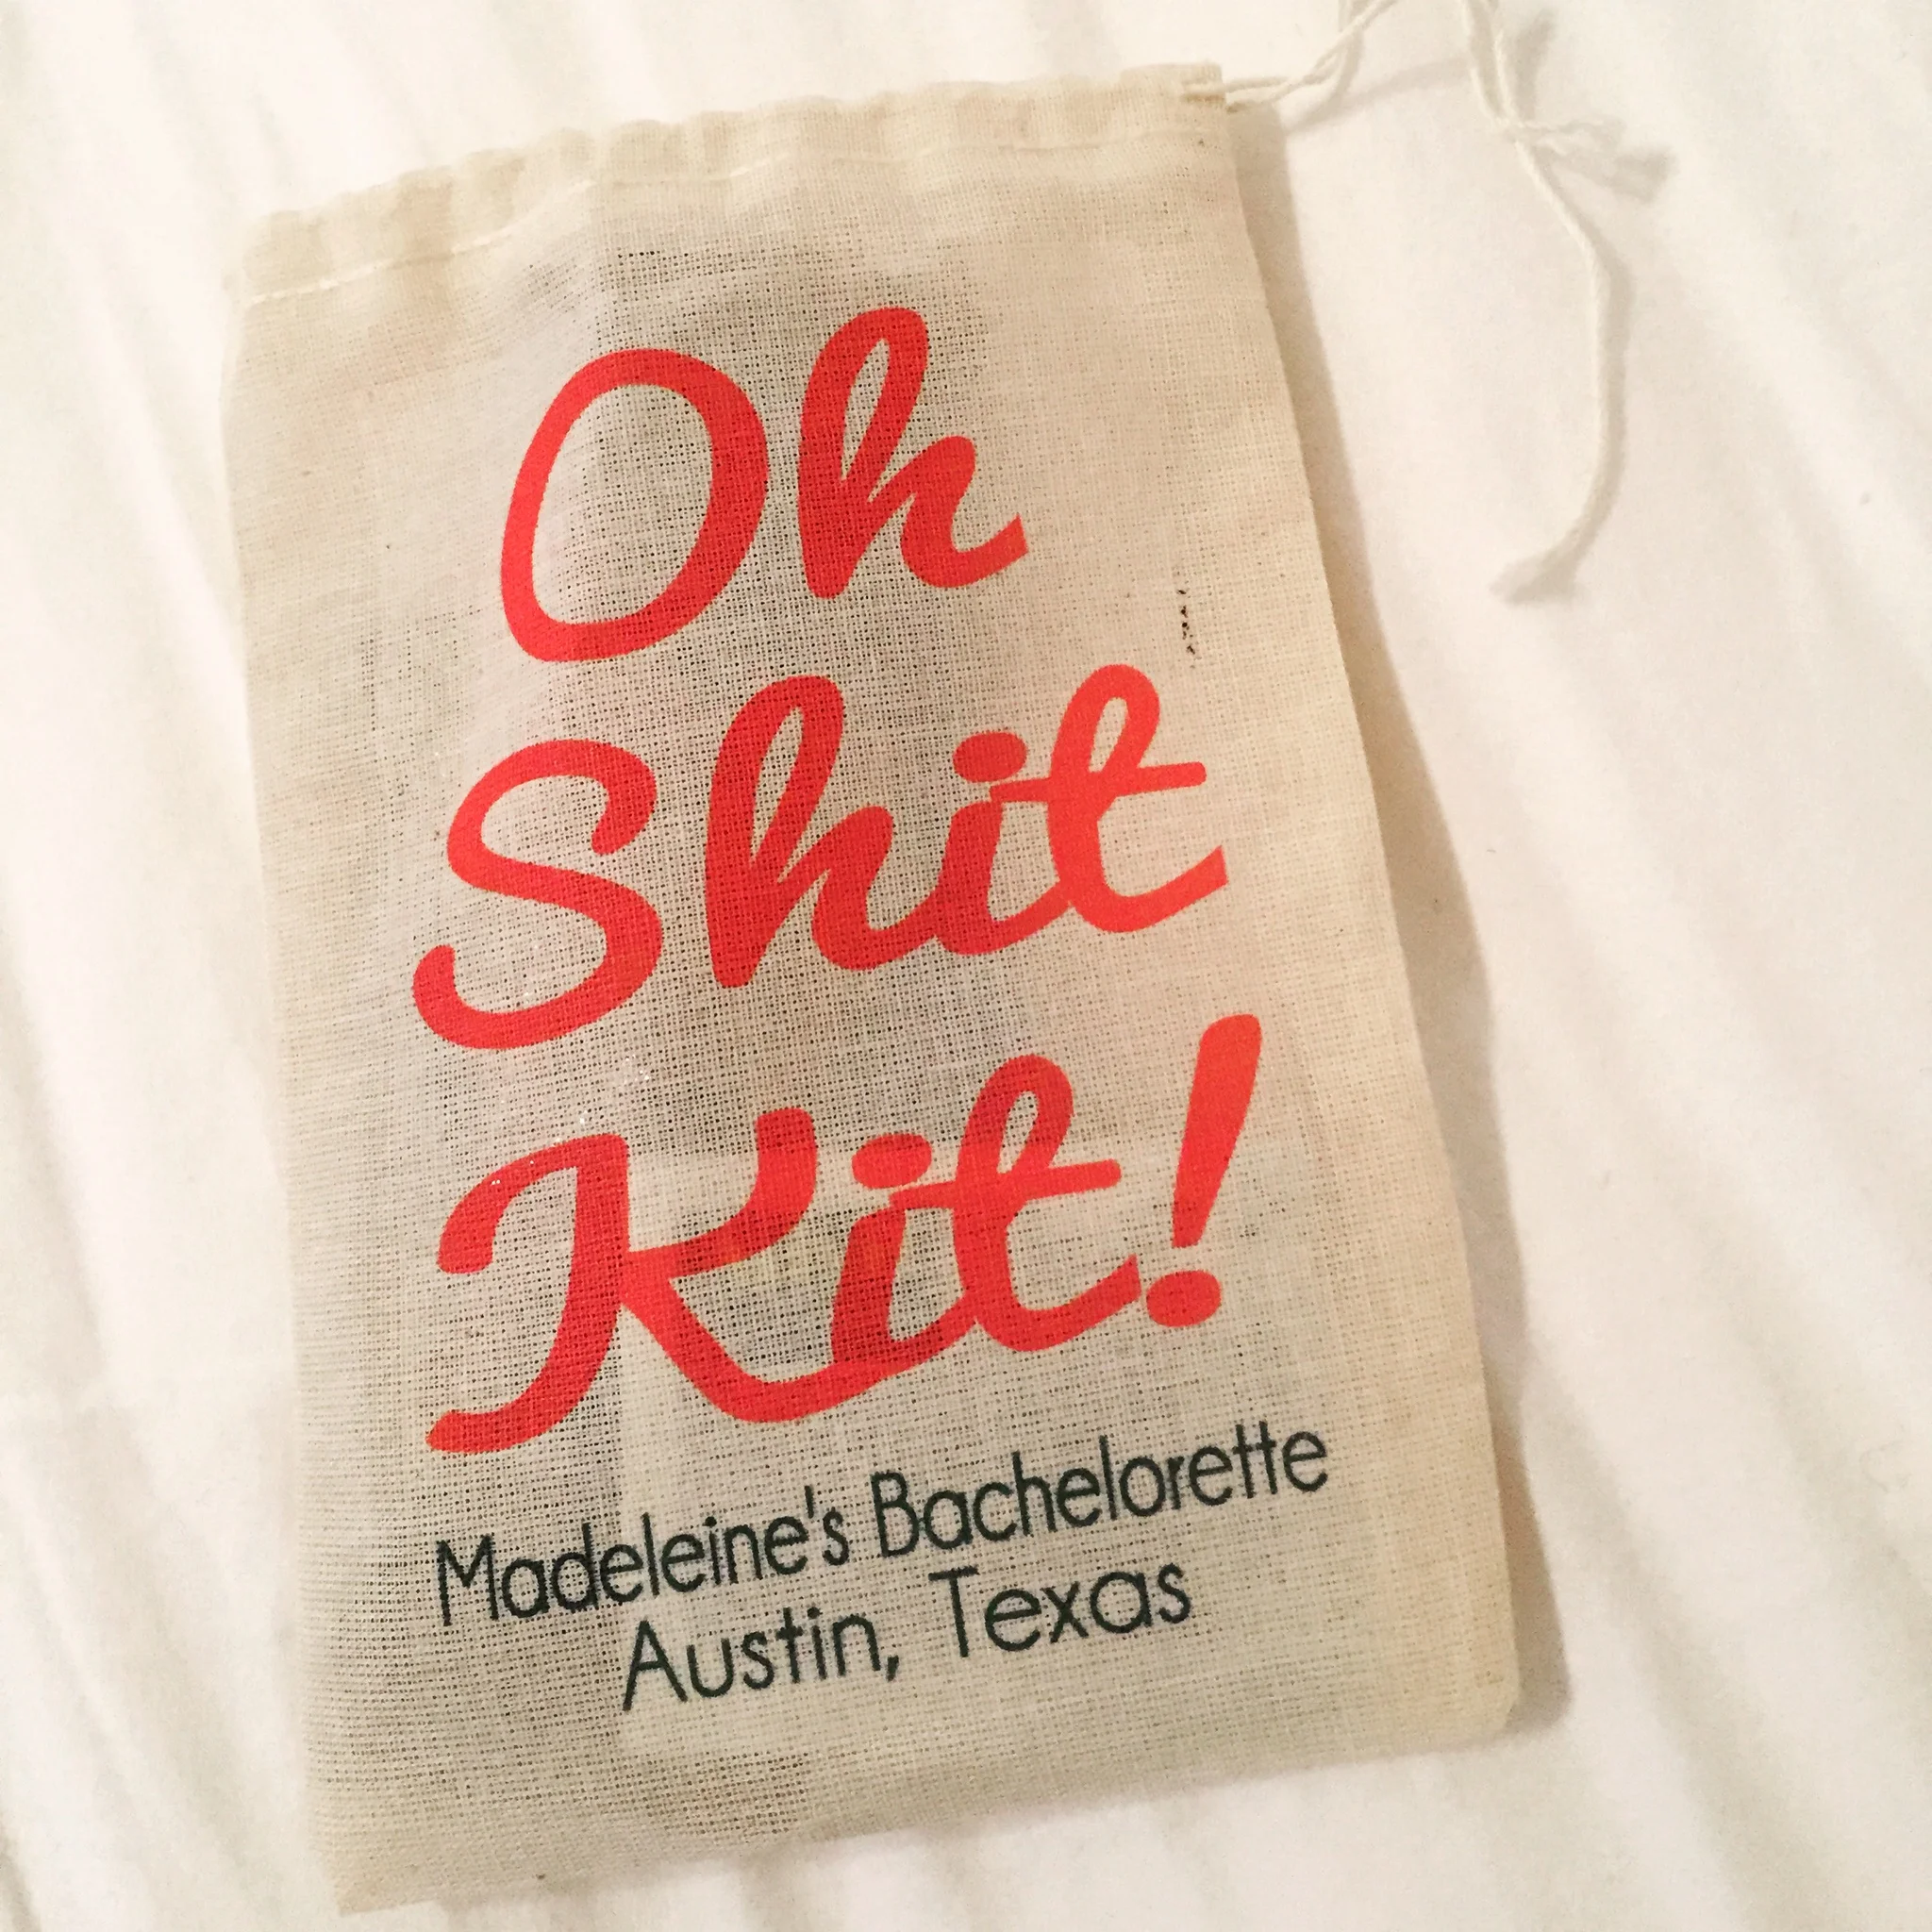 Oh
Shit
Kit!
Madeleine's Bachelorette
Austin, Texas